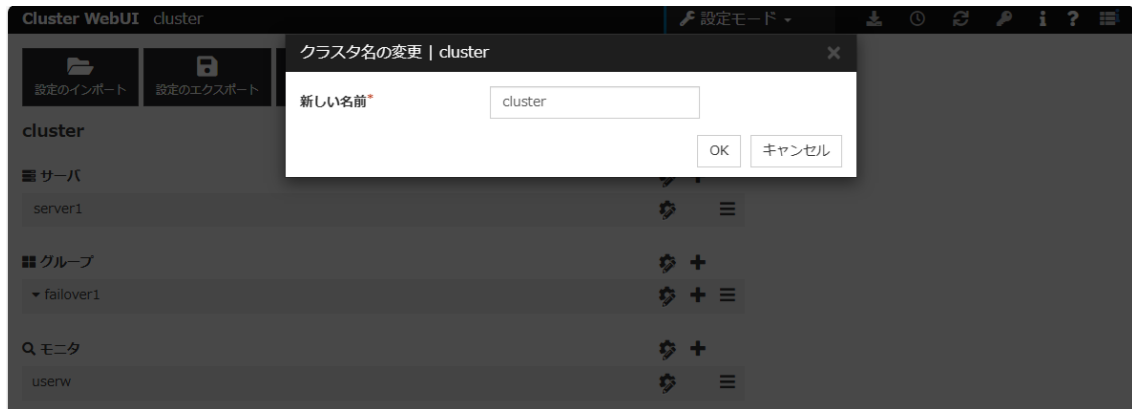 Cluster WebUI cluster 設定モード
クラスタ名の変更 | cluster
設定のインポート 設定のエクスポート
新しい名前* cluster
OK キャンセル
cluster
サーバ
server1
グループ
failover1
モニタ
userw